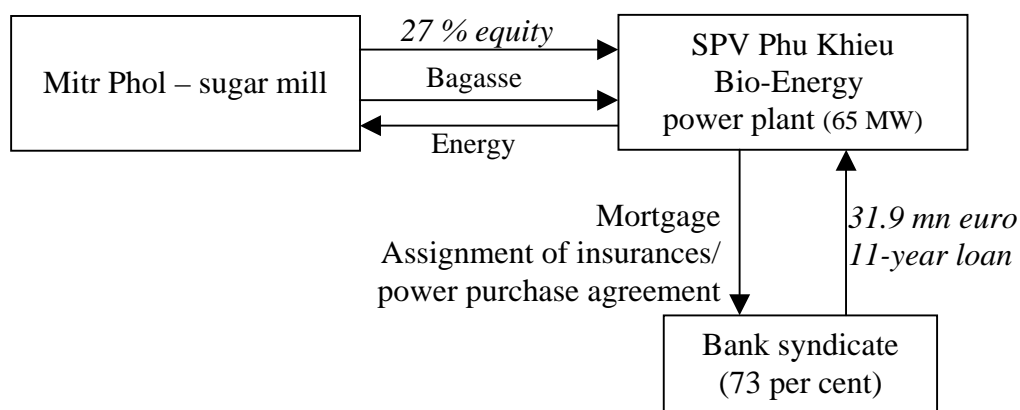 Mitr Phol – sugar mill
27 % equity
Bagasse
Energy
SPV Phu Khieu
Bio-Energy
power plant (65 MW)
Mortgage
Assignment of insurances/
power purchase agreement
31.9 mn euro
11-year loan
Bank syndicate
(73 per cent)